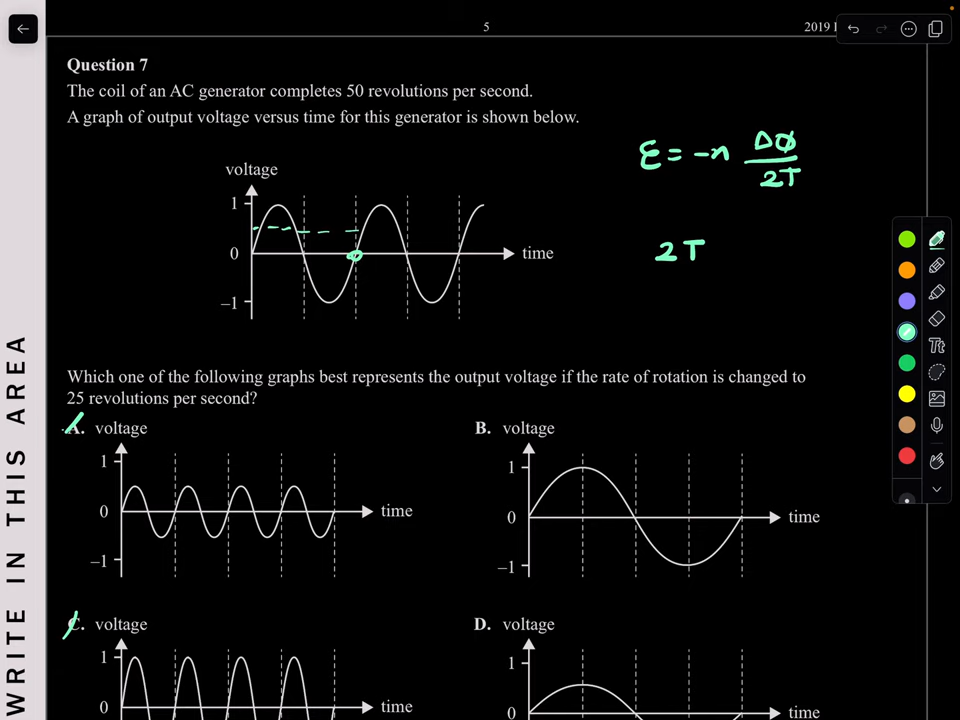 5
2019
Question 7
The coil of an AC generator completes 50 revolutions per second.
A graph of output voltage versus time for this generator is shown below.
ε = -n ΔΦ / 2T
voltage
1
0
time
-1
2T
Which one of the following graphs best represents the output voltage if the rate of rotation is changed to
25 revolutions per second?
A. voltage
1
0
time
–1
B. voltage
1
0
time
–1
C. voltage
1
0
time
D. voltage
1
0
time
WRITE IN THIS AREA
Tt